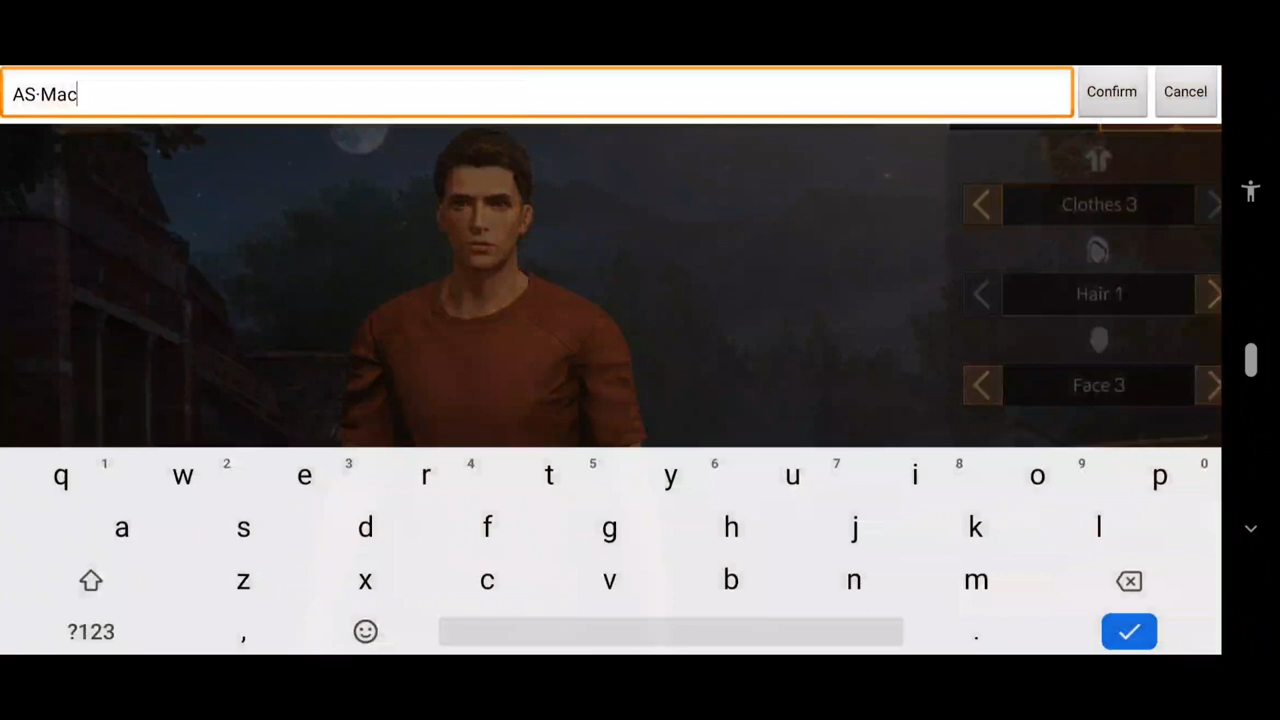 AS·Mac
Confirm
Cancel
Clothes 3
Hair 1
Face 3
q 1 w 2 e 3 r 4 t 5 y 6 u 7 i 8 o 9 p 0
a s d f g h j k l
z x c v b n m
?123 , .